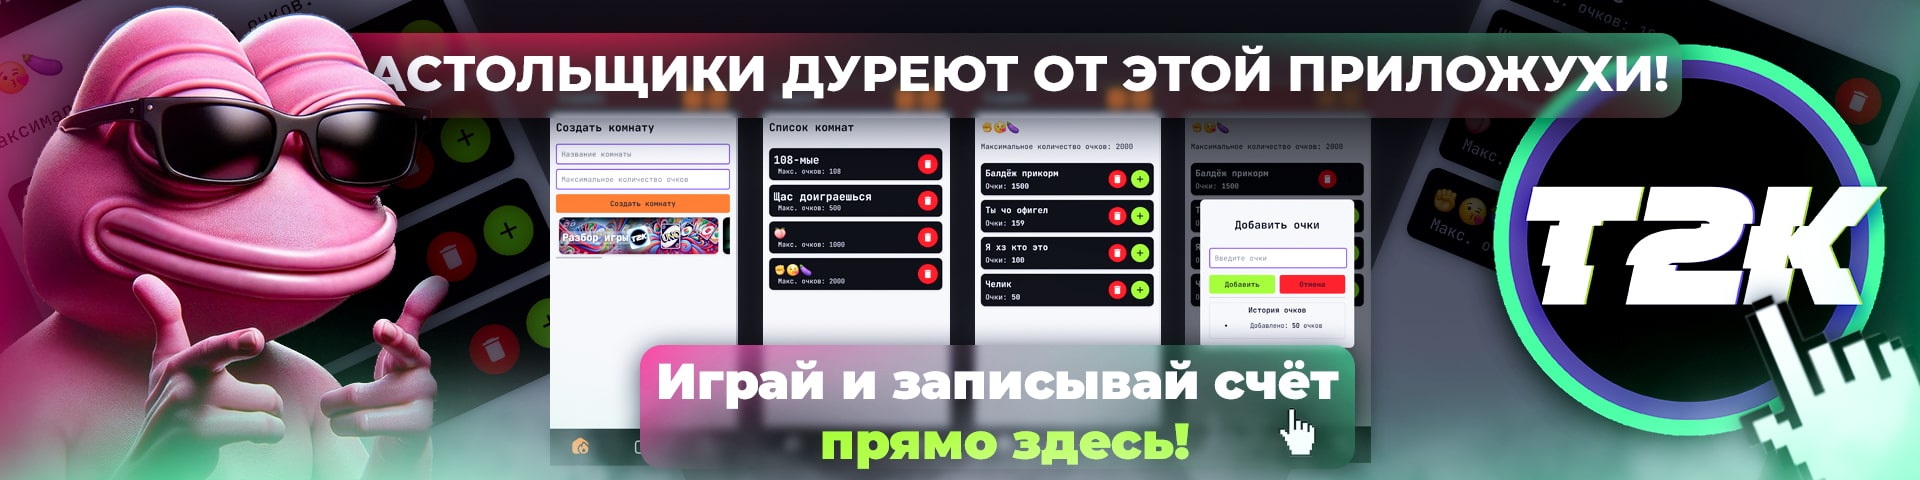 АСТОЛЬЩИКИ ДУРЕЮТ ОТ ЭТОЙ ПРИЛОЖУХИ!
Создать комнату
Название комнаты
Максимальное количество очков
Создать комнату
Разбор игры
Список комнат
108-мые
Макс. очков: 108
Щас доиграешься
Макс. очков: 500
🍑
Макс. очков: 1000
✊😘🍆
Макс. очков: 2000
✊😘🍆
Максимальное количество очков: 2000
Балдёж прикорм
Очки: 1500
Ты чо офигел
Очки: 159
Я хз кто это
Очки: 100
Челик
Очки: 50
✊😘🍆
Максимальное количество очков: 2000
Балдёж прикорм
Очки: 1500
Добавить очки
Введите очки
Добавить
Отмена
История очков
Добавлено: 50 очков
T2K
Играй и записывай счёт
прямо здесь!